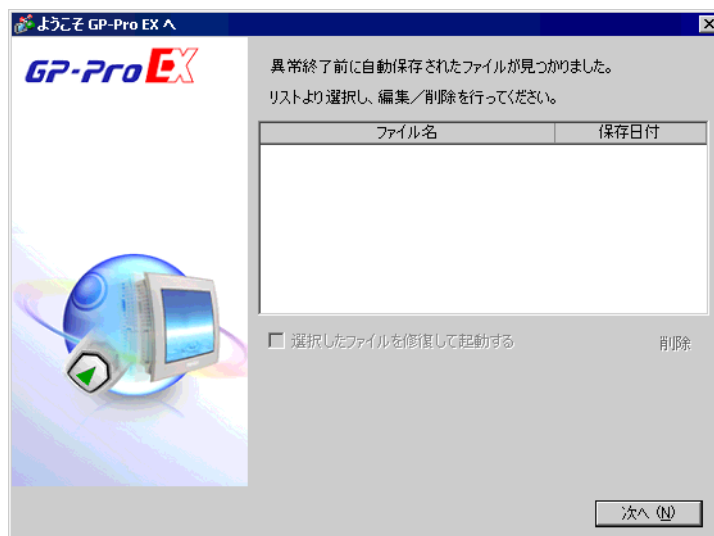 ようこそ GP-Pro EX へ
GP-Pro EX
異常終了前に自動保存されたファイルが見つかりました。
リストより選択し、編集／削除を行ってください。
ファイル名 保存日付
選択したファイルを修復して起動する
削除
次へ (N)